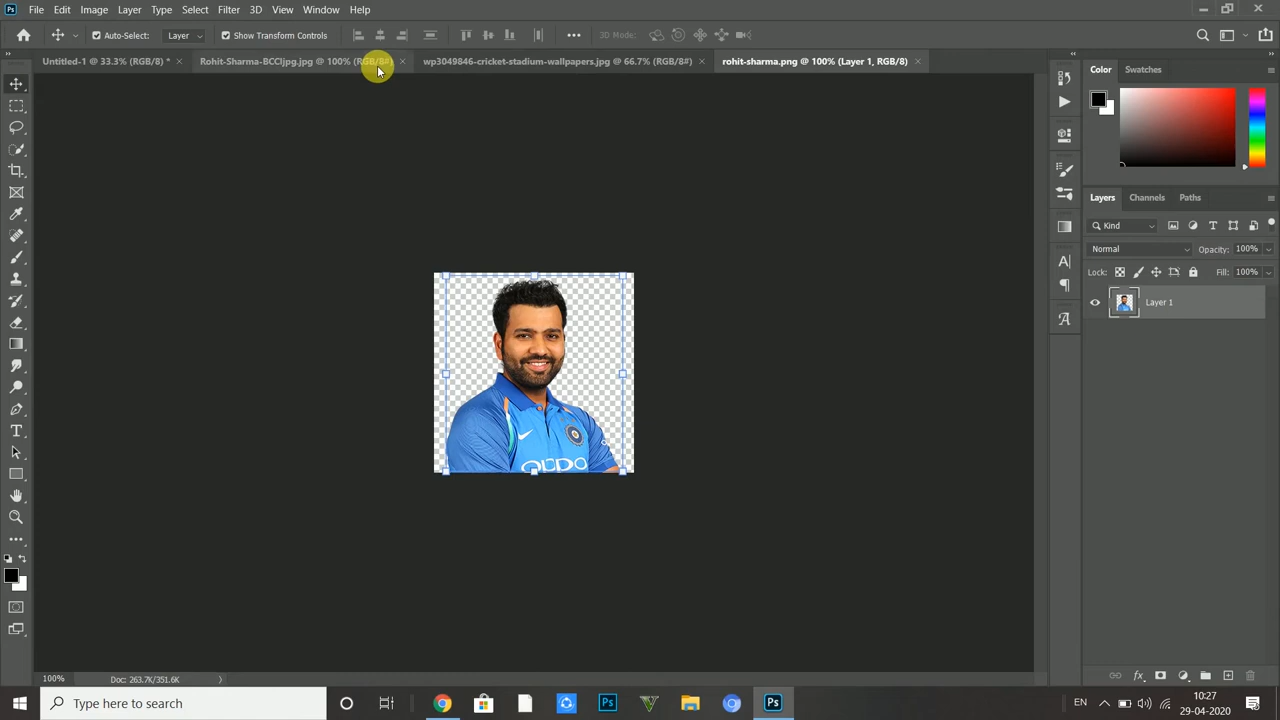 File Edit Image Layer Type Select Filter 3D View Window Help
Auto-Select: Layer Show Transform Controls 3D Mode:
Untitled-1 @ 33.3% (RGB/8) * × Rohit-Sharma-BCCIjpg.jpg @ 100% (RGB/8#) × wp3049846-cricket-stadium-wallpapers.jpg @ 66.7% (RGB/8#) × rohit-sharma.png @ 100% (Layer 1, RGB/8) ×
Color Swatches
Layers Channels Paths
Kind
Normal Opacity: 100%
Lock: Fill: 100%
Layer 1
OPPO
100% Doc: 263.7K/351.6K
Type here to search
EN
10:27
29-04-2020